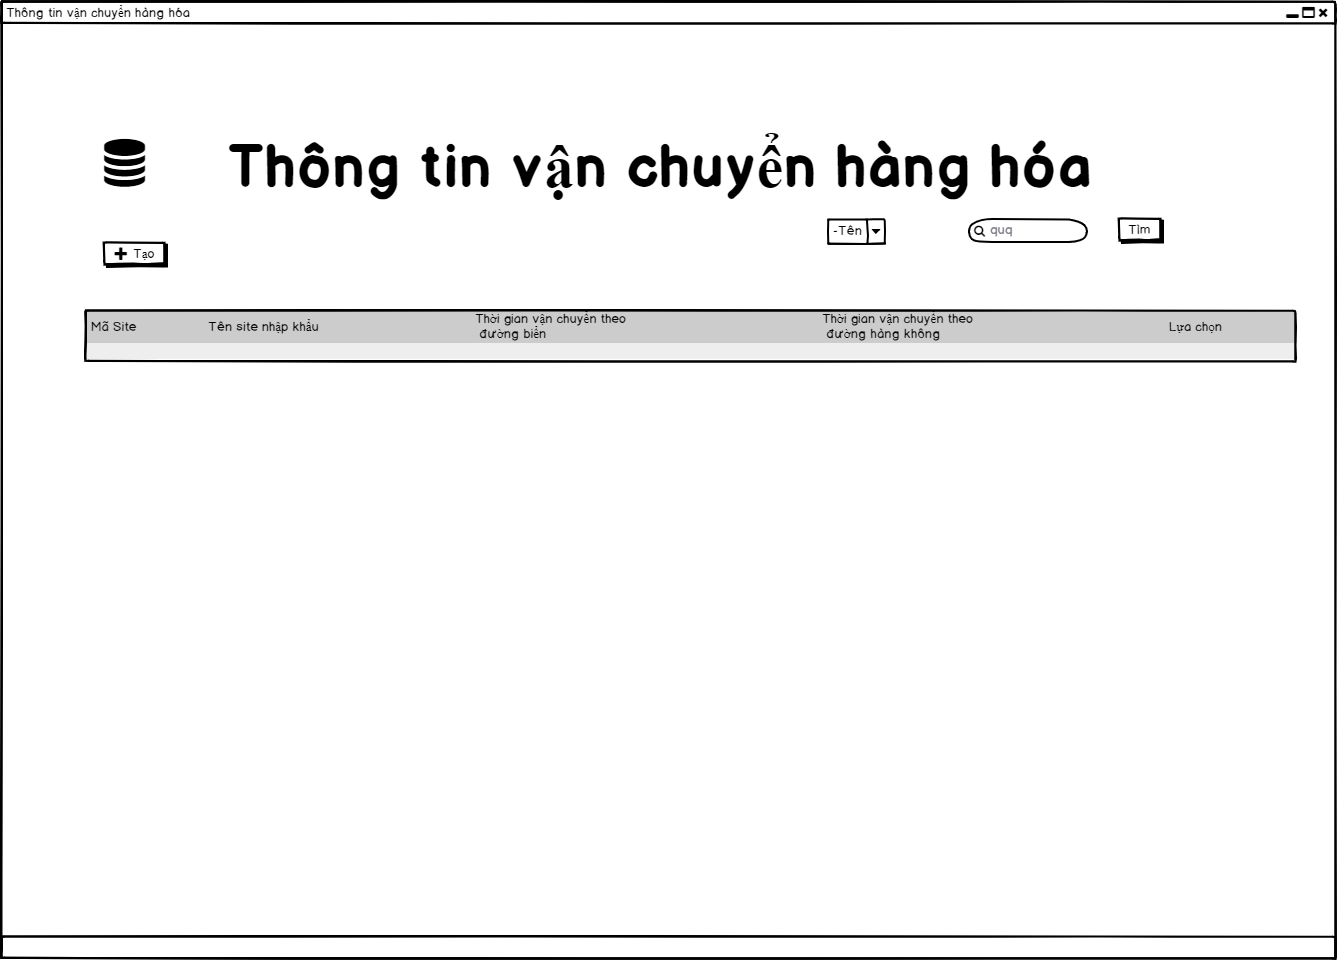 Thông tin vận chuyển hàng hóa
Thông tin vận chuyển hàng hóa
-Tên
quq
Tìm
Tạo
Mã Site
Tên site nhập khẩu
Thời gian vận chuyển theo
đường biển
Thời gian vận chuyển theo
đường hàng không
Lựa chọn